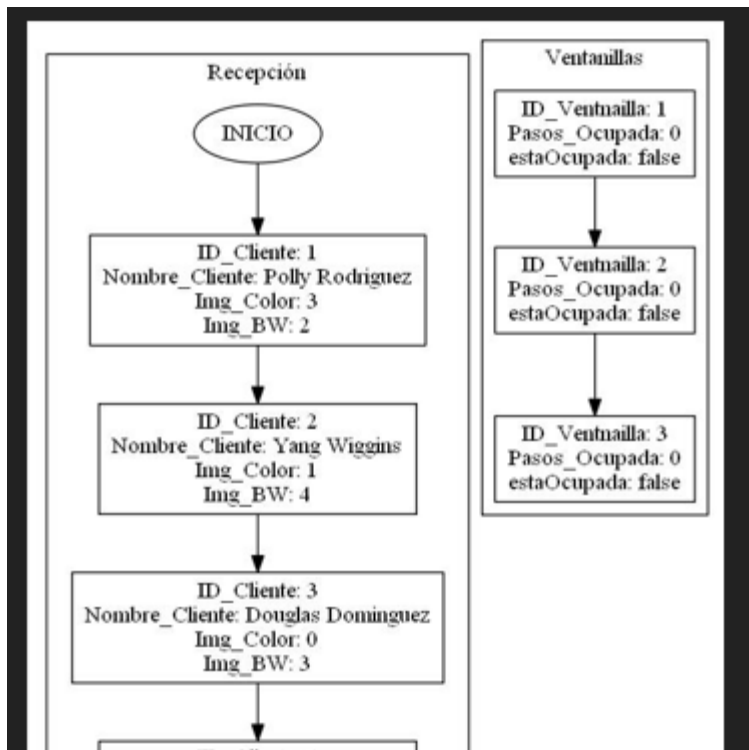 Recepción
INICIO
ID_Cliente: 1
Nombre_Cliente: Polly Rodriguez
Img_Color: 3
Img_BW: 2
ID_Cliente: 2
Nombre_Cliente: Yang Wiggins
Img_Color: 1
Img_BW: 4
ID_Cliente: 3
Nombre_Cliente: Douglas Dominguez
Img_Color: 0
Img_BW: 3
Ventanillas
ID_Ventnailla: 1
Pasos_Ocupada: 0
estaOcupada: false
ID_Ventnailla: 2
Pasos_Ocupada: 0
estaOcupada: false
ID_Ventnailla: 3
Pasos_Ocupada: 0
estaOcupada: false